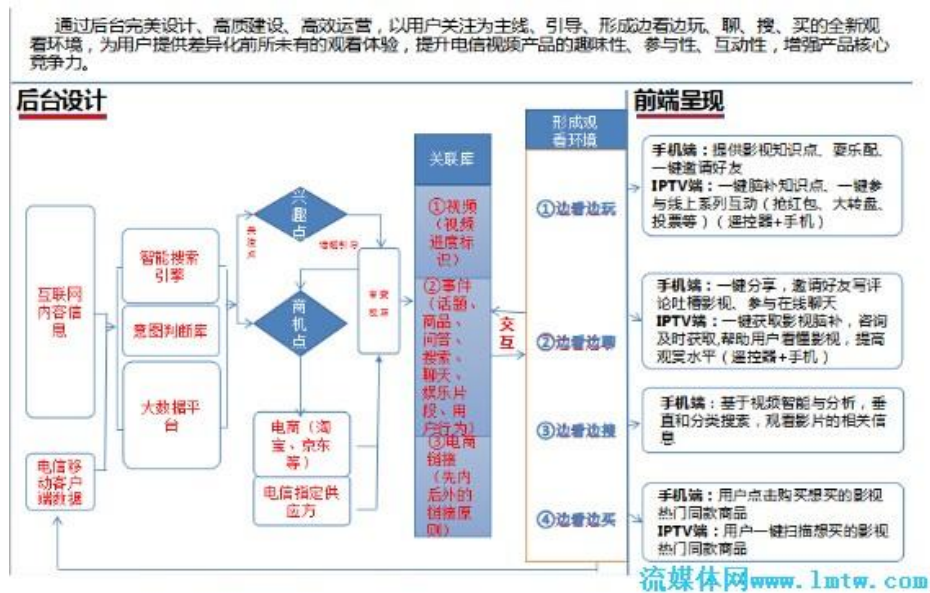 通过后台完美设计、高质建设、高效运营，以用户关注为主线、引导、形成边看边玩、聊、搜、买的全新观
看环境，为用户提供差异化前所未有的观看体验，提升电信视频产品的趣味性、参与性、互动性，增强产品核心
竞争力。
后台设计
前端呈现
互联网
内容信
息
电信移
动客户
端数据
智能搜索
引擎
意图判断库
大数据平
台
关注点
兴趣点
商机点
电商（淘
宝、京东
等）
电信指定供
应方
关联库
①视频
（视频
进度标
识）
②事件
（话题、
商品、
问答、
搜索、
聊天、
娱乐片
段、用
户行为）
③电商
链接
（先内
后外的
链接原
则）
交
互
形成观
看环境
①边看边玩
②边看边聊
③边看边搜
④边看边买
手机端：提供影视知识点、耍乐配、
一键邀请好友
IPTV端：一键脑补知识点、一键参
与线上系列互动（抢红包、大转盘、
投票等）（遥控器+手机）
手机端：一键分享，邀请好友写评
论吐槽影视、参与在线聊天
IPTV端：一键获取影视脑补，咨询
及时获取,帮助用户看懂影视，提高
观赏水平（遥控器+手机）
手机端：基于视频智能与分析，垂
直和分类搜索，观看影片的相关信
息
手机端：用户点击购买想买的影视
热门同款商品
IPTV端：用户一键扫描想买的影视
热门同款商品
流媒体网www.lmtw.com